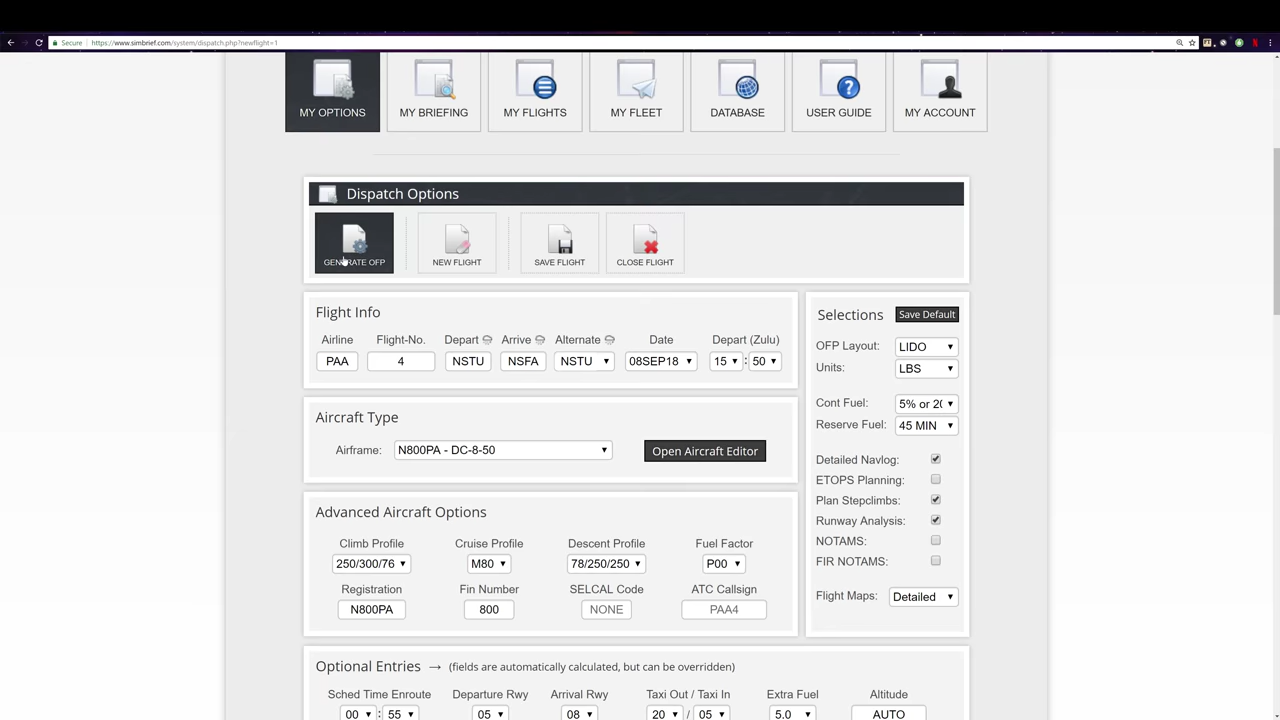 Secure https://www.simbrief.com/system/dispatch.php?newflight=1
MY OPTIONS MY BRIEFING MY FLIGHTS MY FLEET DATABASE USER GUIDE MY ACCOUNT
Dispatch Options
GENERATE OFP NEW FLIGHT SAVE FLIGHT CLOSE FLIGHT
Flight Info
Airline Flight-No. Depart Arrive Alternate Date Depart (Zulu)
PAA 4 NSTU NSFA NSTU 08SEP18 15 : 50
Aircraft Type
Airframe: N800PA - DC-8-50 Open Aircraft Editor
Advanced Aircraft Options
Climb Profile Cruise Profile Descent Profile Fuel Factor
250/300/76 M80 78/250/250 P00
Registration Fin Number SELCAL Code ATC Callsign
N800PA 800 NONE PAA4
Selections Save Default
OFP Layout: LIDO
Units: LBS
Cont Fuel: 5% or 20
Reserve Fuel: 45 MIN
Detailed Navlog:
ETOPS Planning:
Plan Stepclimbs:
Runway Analysis:
NOTAMS:
FIR NOTAMS:
Flight Maps: Detailed
Optional Entries → (fields are automatically calculated, but can be overridden)
Sched Time Enroute Departure Rwy Arrival Rwy Taxi Out / Taxi In Extra Fuel Altitude
00 : 55 05 08 20 / 05 5.0 AUTO